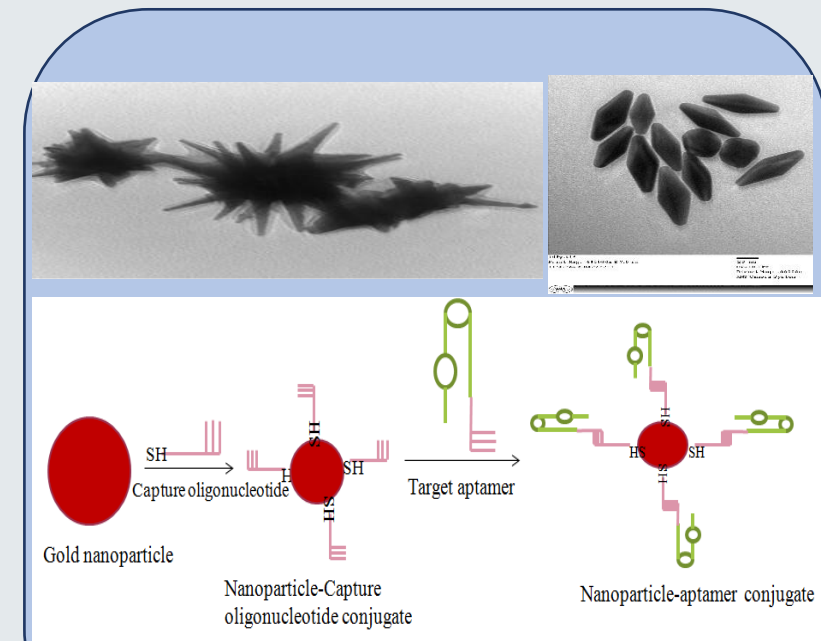 SH
Capture oligonucleotide
Gold nanoparticle
HS
H
SH
SH
Nanoparticle-Capture
oligonucleotide conjugate
Target aptamer
HS
HS
SH
SH
Nanoparticle-aptamer conjugate